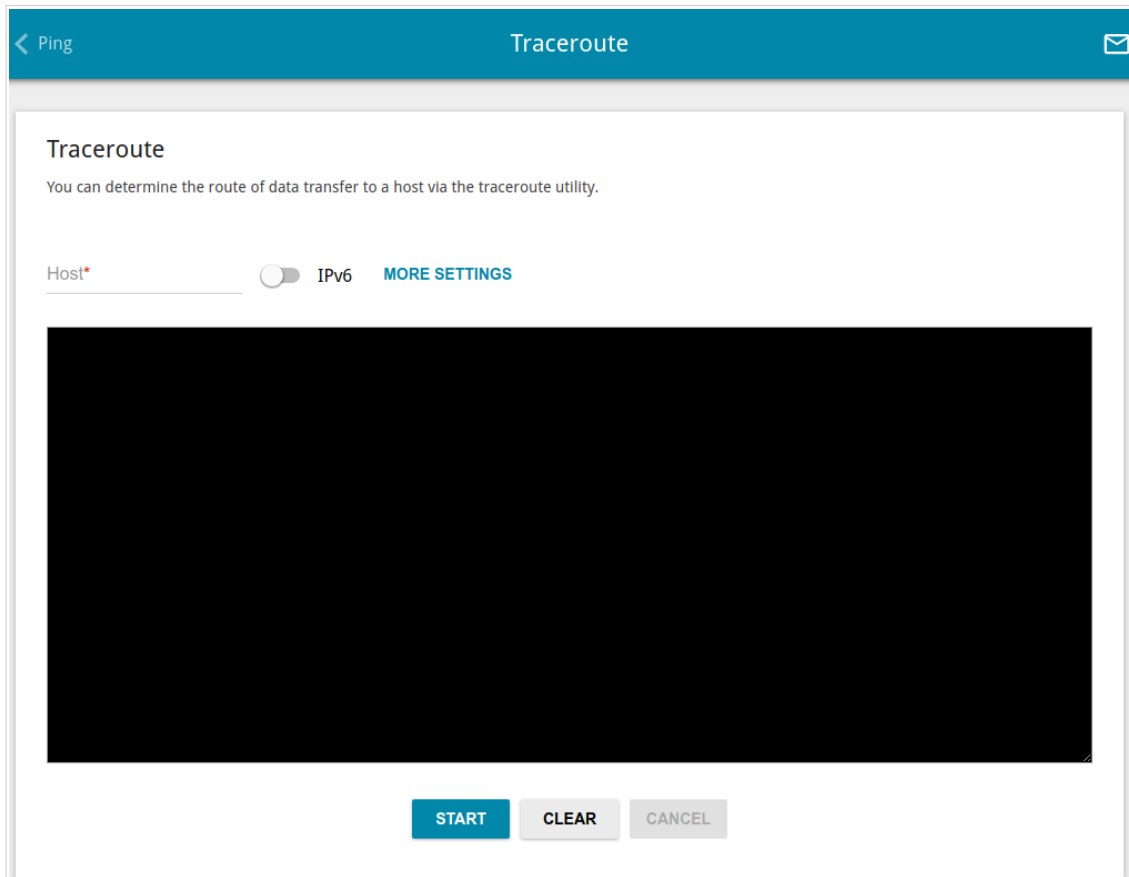 Ping Traceroute
Traceroute
You can determine the route of data transfer to a host via the traceroute utility.
Host* IPv6 MORE SETTINGS
START CLEAR CANCEL